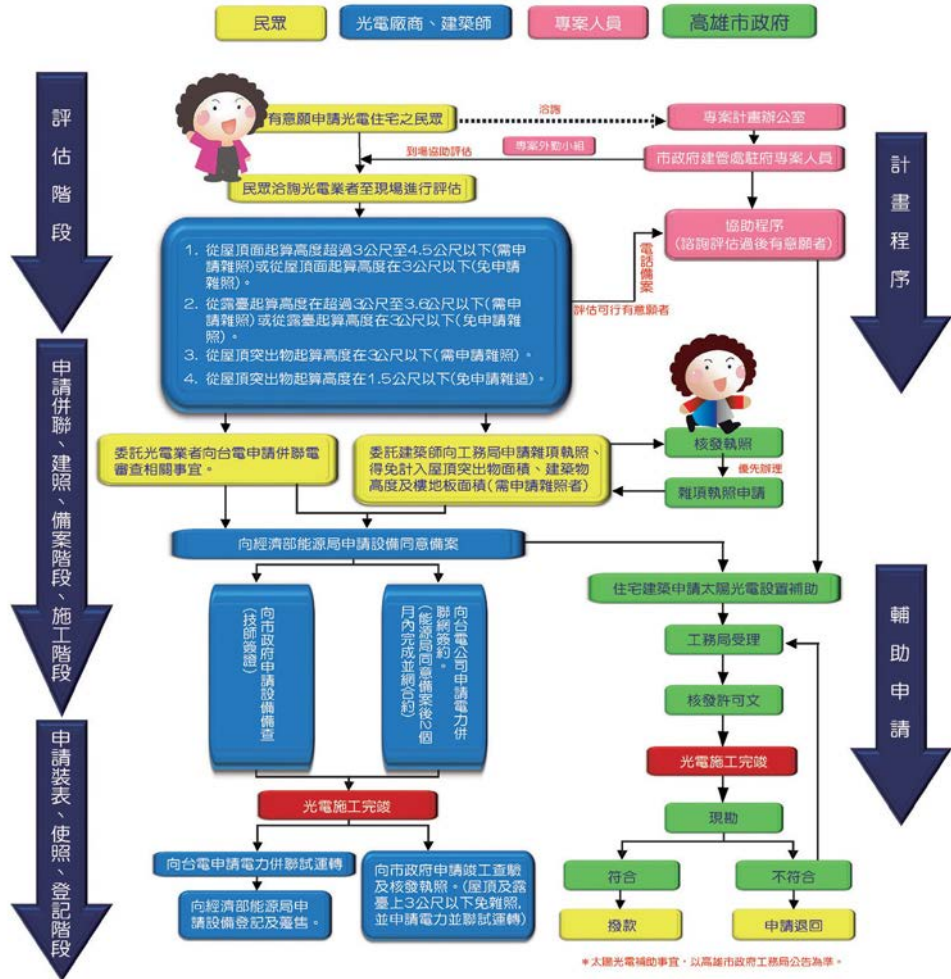 民眾
光電廠商、建築師
專案人員
高雄市政府
評估階段
申請併聯、建照、備案階段、施工階段
申請裝表、使照、登記階段
有意願申請光電住宅之民眾
洽詢
專案計畫辦公室
專案外勤小組
到場協助評估
市政府建管處駐府專案人員
民眾洽詢光電業者至現場進行評估
協助程序
(諮詢評估過後有意願者)
1. 從屋頂面起算高度超過3公尺至4.5公尺以下(需申
請雜照)或從屋頂面起算高度在3公尺以下(免申請
雜照)。
2. 從露臺起算高度在超過3公尺至3.6公尺以下(需申
請雜照)或從露臺起算高度在3公尺以下(免申請雜
照)。
3. 從屋頂突出物起算高度在3公尺以下(需申請雜照)。
4. 從屋頂突出物起算高度在1.5公尺以下(免申請雜造)。
電話備案
評估可行有意願者
委託光電業者向台電申請併聯電
審查相關事宜。
委託建築師向工務局申請雜項執照、
得免計入屋頂突出物面積、建築物
高度及樓地板面積(需申請雜照者)
核發執照
優先辦理
雜項執照申請
向經濟部能源局申請設備同意備案
向市政府申請設備備查
(技師簽證)
向台電公司申請電力併
聯網簽約。
(能源局同意備案後2個
月內完成並網合約)
光電施工完竣
向台電申請電力併聯試運轉
向經濟部能源局申
請設備登記及躉售。
向市政府申請竣工查驗
及核發執照。(屋頂及露
臺上3公尺以下免雜照,
並申請電力並聯試運轉)
住宅建築申請太陽光電設置補助
工務局受理
核發許可文
光電施工完竣
現勘
符合
不符合
撥款
申請退回
計畫程序
輔助申請
*太陽光電補助事宜，以高雄市政府工務局公告為準。